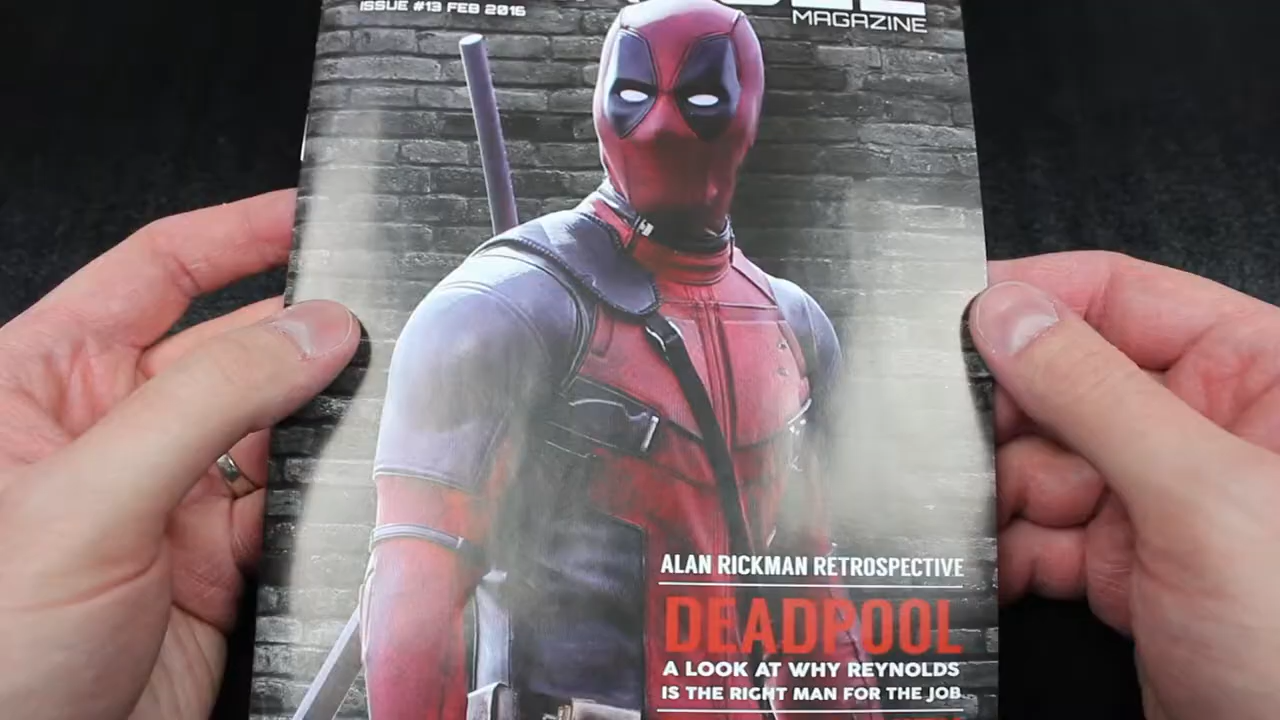 ISSUE #13 FEB 2016
MAGAZINE
ALAN RICKMAN RETROSPECTIVE
DEADPOOL
A LOOK AT WHY REYNOLDS
IS THE RIGHT MAN FOR THE JOB